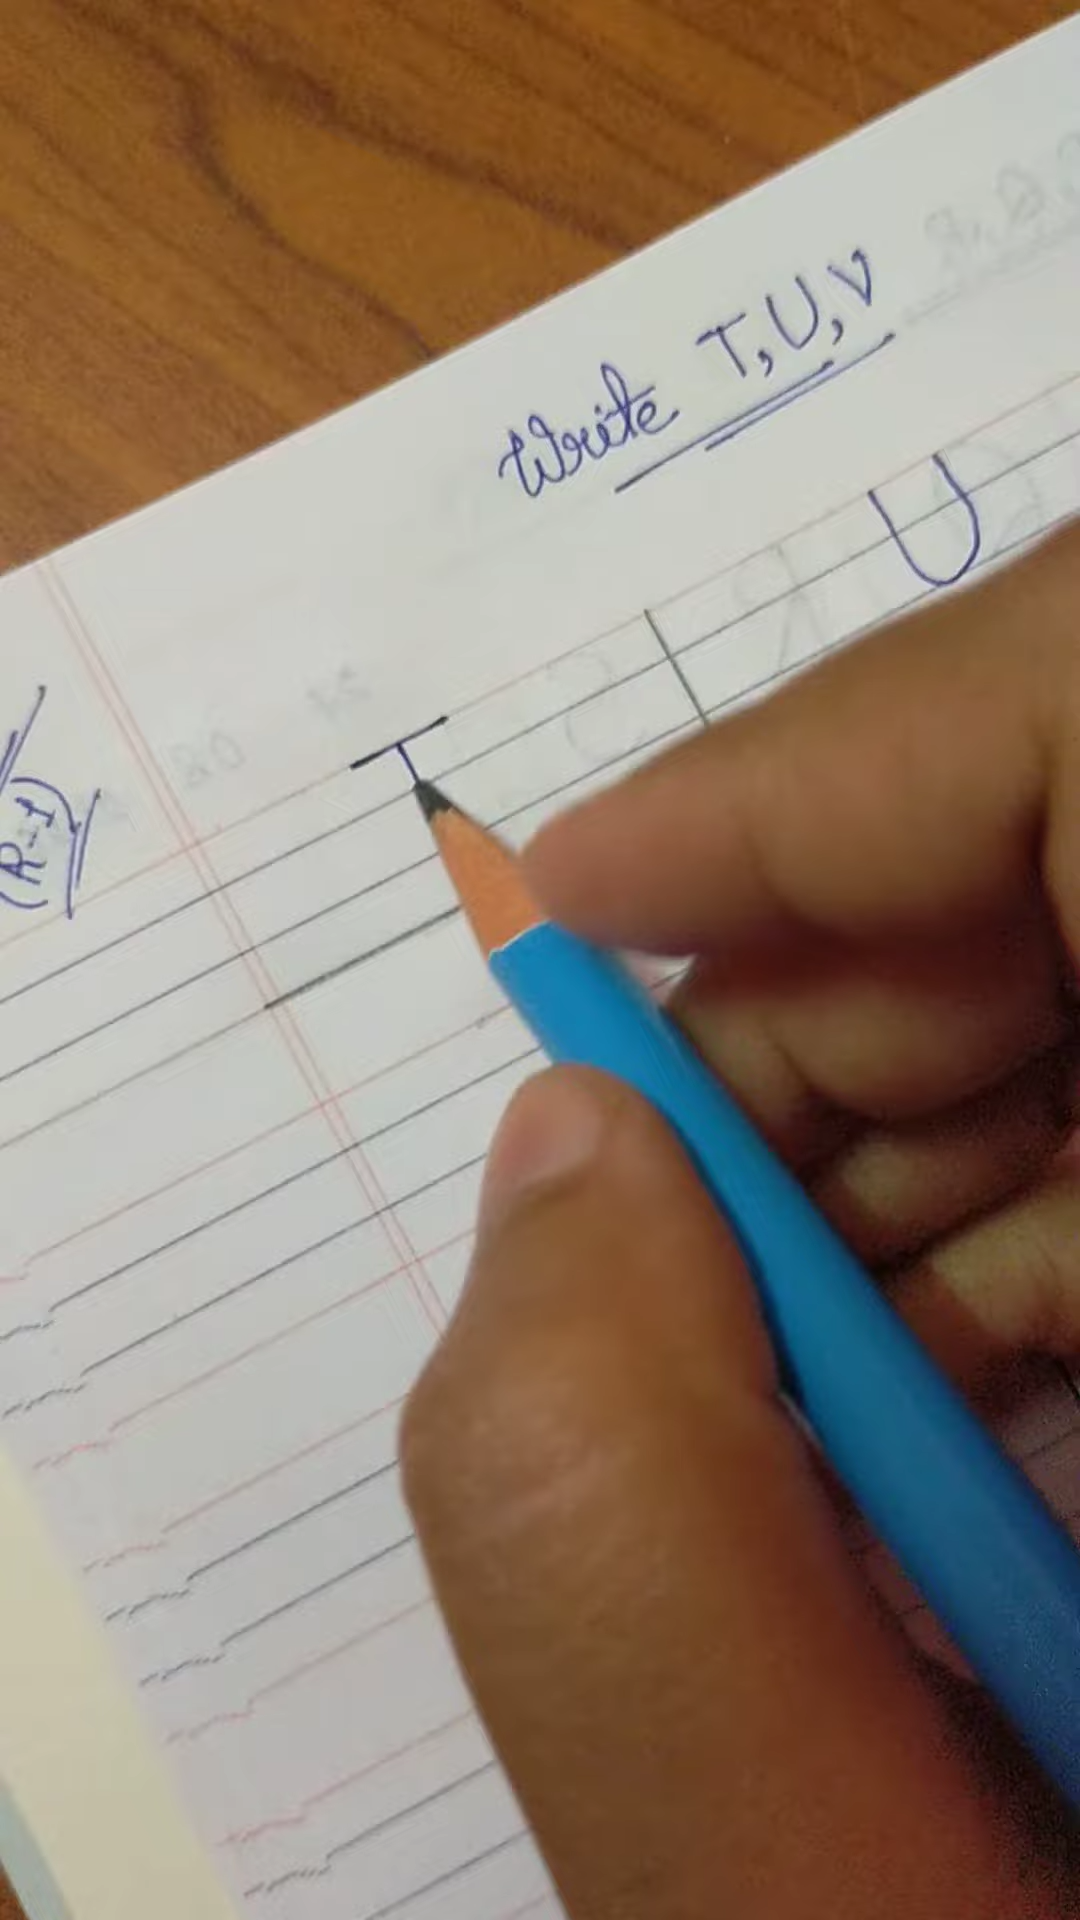 Write T, U, V
(R-1)
T U